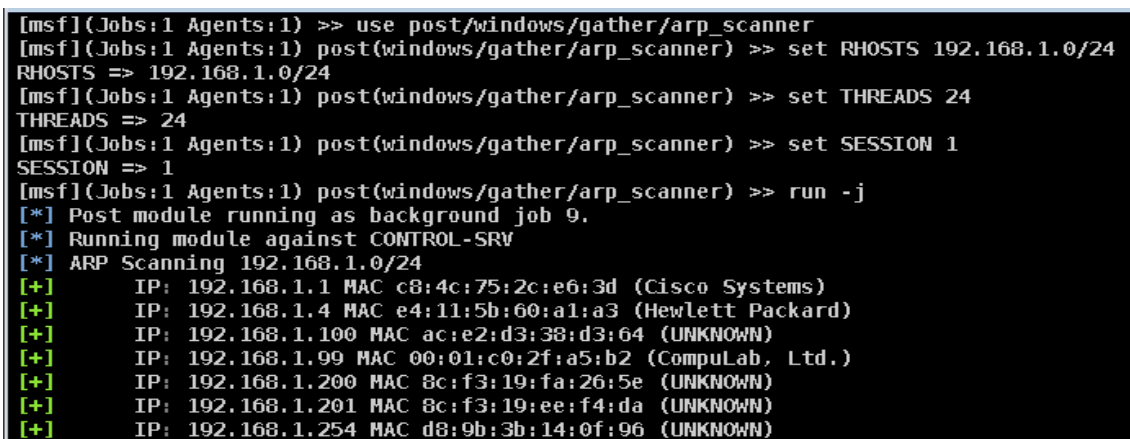 [msf](Jobs:1 Agents:1) >> use post/windows/gather/arp_scanner
[msf](Jobs:1 Agents:1) post(windows/gather/arp_scanner) >> set RHOSTS 192.168.1.0/24
RHOSTS => 192.168.1.0/24
[msf](Jobs:1 Agents:1) post(windows/gather/arp_scanner) >> set THREADS 24
THREADS => 24
[msf](Jobs:1 Agents:1) post(windows/gather/arp_scanner) >> set SESSION 1
SESSION => 1
[msf](Jobs:1 Agents:1) post(windows/gather/arp_scanner) >> run -j
[*] Post module running as background job 9.
[*] Running module against CONTROL-SRV
[*] ARP Scanning 192.168.1.0/24
[+] IP: 192.168.1.1 MAC c8:4c:75:2c:e6:3d (Cisco Systems)
[+] IP: 192.168.1.4 MAC e4:11:5b:60:a1:a3 (Hewlett Packard)
[+] IP: 192.168.1.100 MAC ac:e2:d3:38:d3:64 (UNKNOWN)
[+] IP: 192.168.1.99 MAC 00:01:c0:2f:a5:b2 (CompuLab, Ltd.)
[+] IP: 192.168.1.200 MAC 8c:f3:19:fa:26:5e (UNKNOWN)
[+] IP: 192.168.1.201 MAC 8c:f3:19:ee:f4:da (UNKNOWN)
[+] IP: 192.168.1.254 MAC d8:9b:3b:14:0f:96 (UNKNOWN)